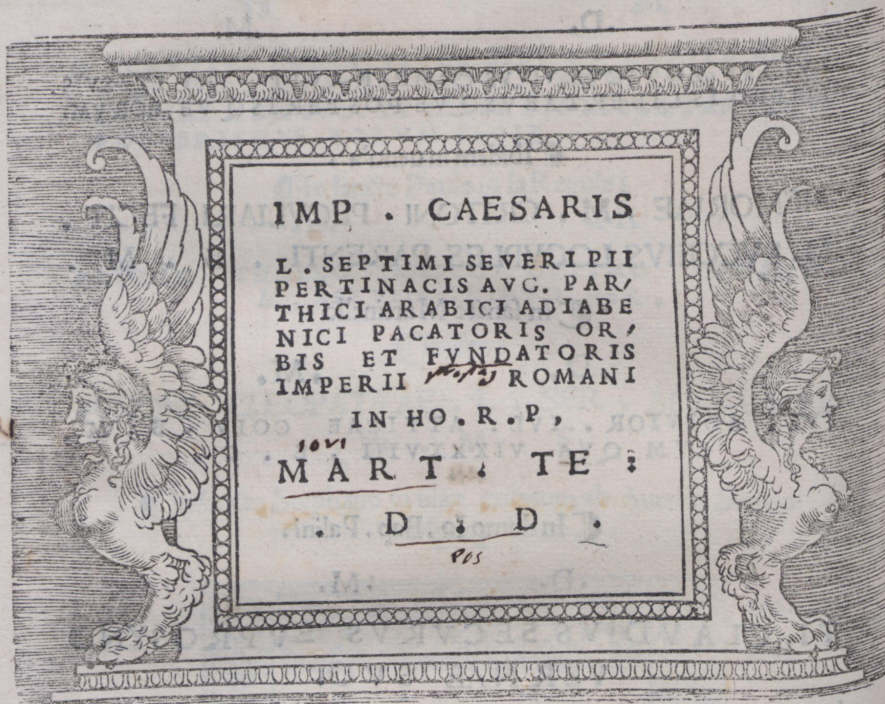 IMP . CAESARIS
L . SEPTIMI SEVERI PII
PERTINACIS AVG. PAR/
THICI ARABICI ADIABE
NICI PACATORIS OR/
BIS ET FVNDATORIS
IMPERII ROMANI
IN HO . R . P,
IOVI
MART . TE :
. D : D .
POS